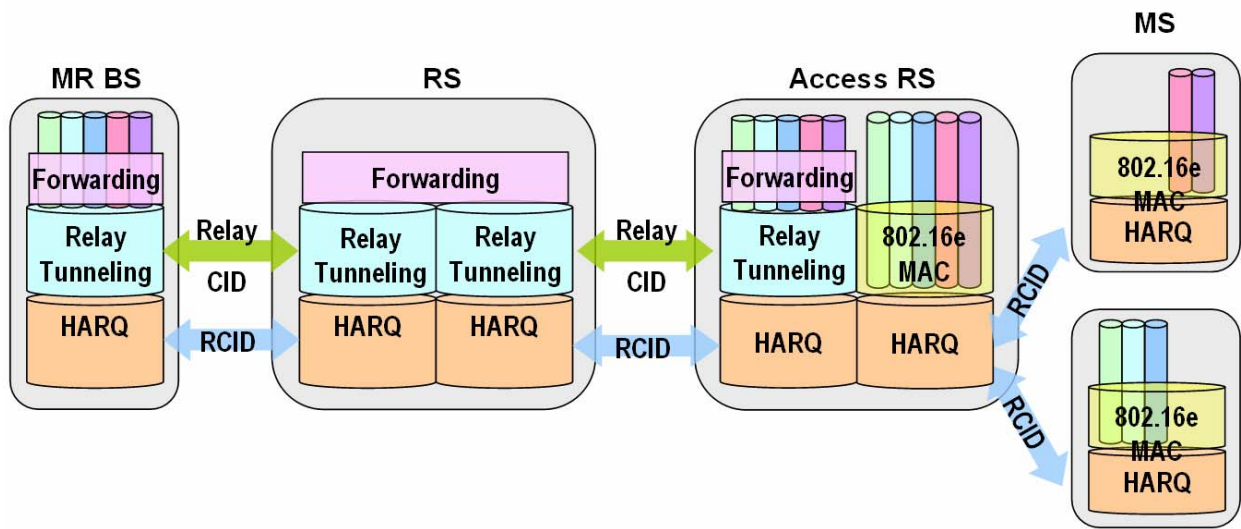 MR BS
RS
Access RS
MS
Forwarding
Relay
Tunneling
HARQ
Relay
CID
RCID
Forwarding
Relay
Tunneling
Relay
Tunneling
HARQ
HARQ
Relay
CID
RCID
Forwarding
Relay
Tunneling
802.16e
MAC
HARQ
HARQ
RCID
RCID
802.16e
MAC
HARQ
802.16e
MAC
HARQ